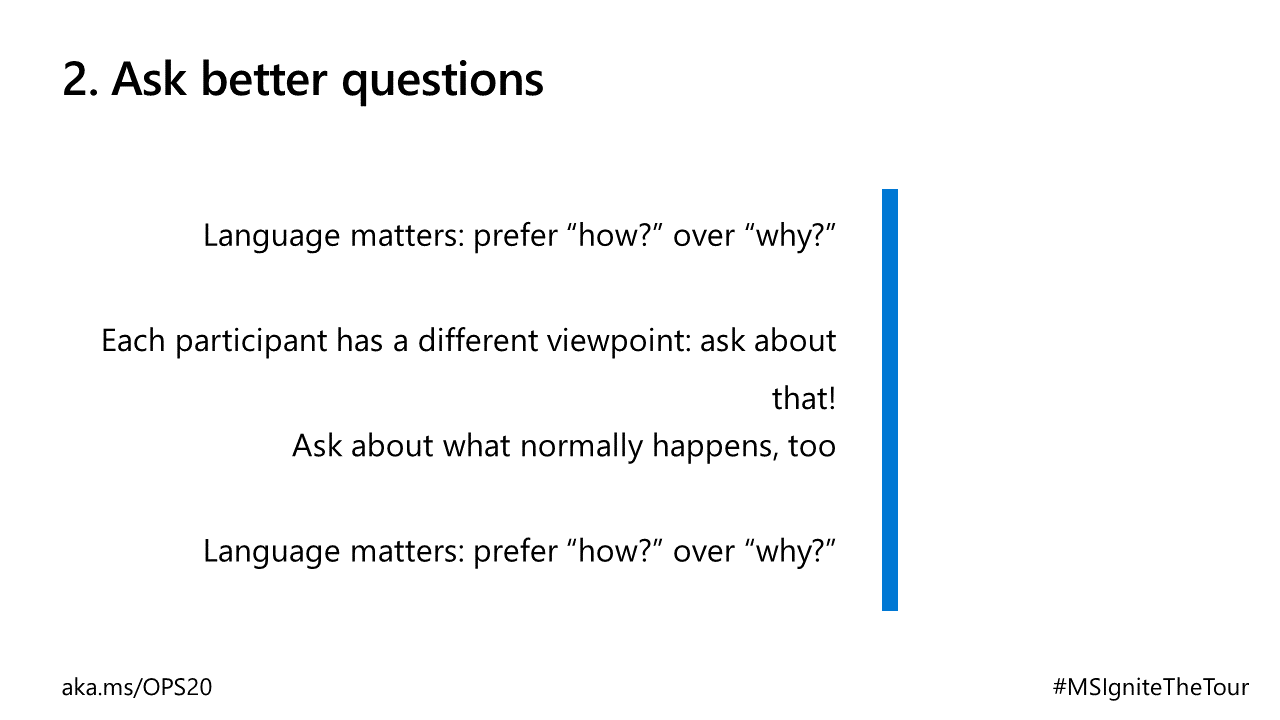 2. Ask better questions
Language matters: prefer “how?” over “why?”
Each participant has a different viewpoint: ask about
that!
Ask about what normally happens, too
Language matters: prefer “how?” over “why?”
aka.ms/OPS20
#MSIgniteTheTour